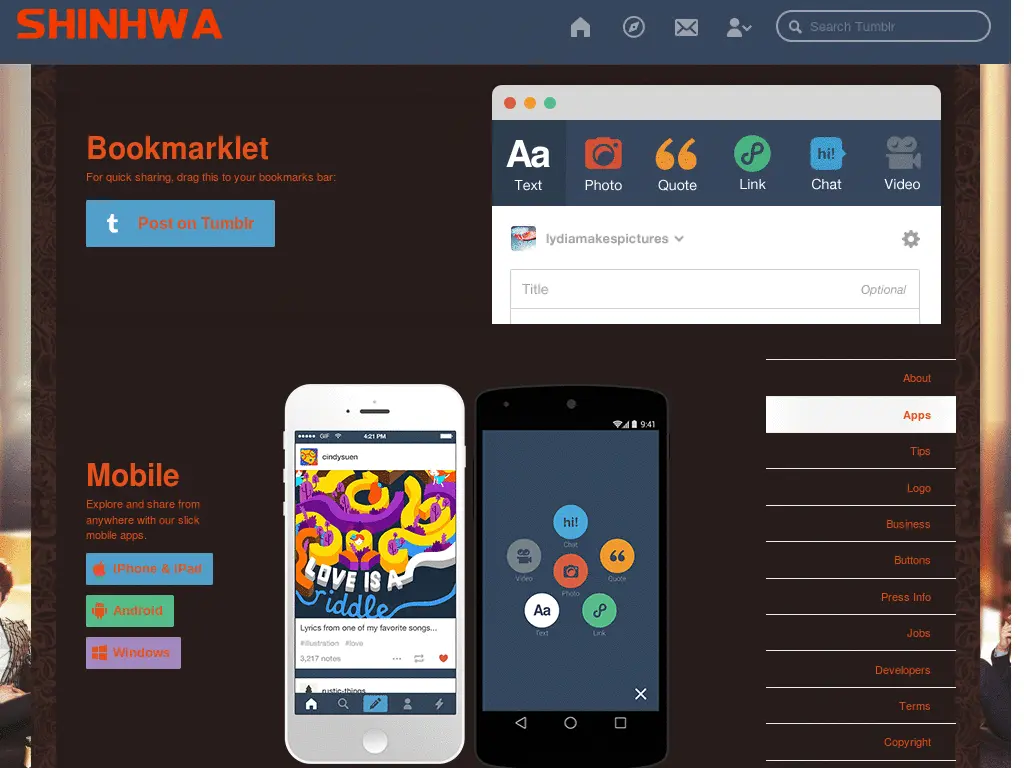 SHINHWA
Search Tumblr
Bookmarklet
For quick sharing, drag this to your bookmarks bar:
t Post on Tumblr
Aa
hi!
Text
Photo
Quote
Link
Chat
Video
lydiamakespictures
Title
Optional
Mobile
Explore and share from
anywhere with our slick
mobile apps.
iPhone & iPad
Android
Windows
GIF
4:21 PM
cindysuen
LOVE IS A
riddle
Lyrics from one of my favorite songs...
#illustration #love
3,217 notes
rustic-things
9:41
hi!
Chat
Video
Quote
Photo
Aa
Text
Link
About
Apps
Tips
Logo
Business
Buttons
Press Info
Jobs
Developers
Terms
Copyright